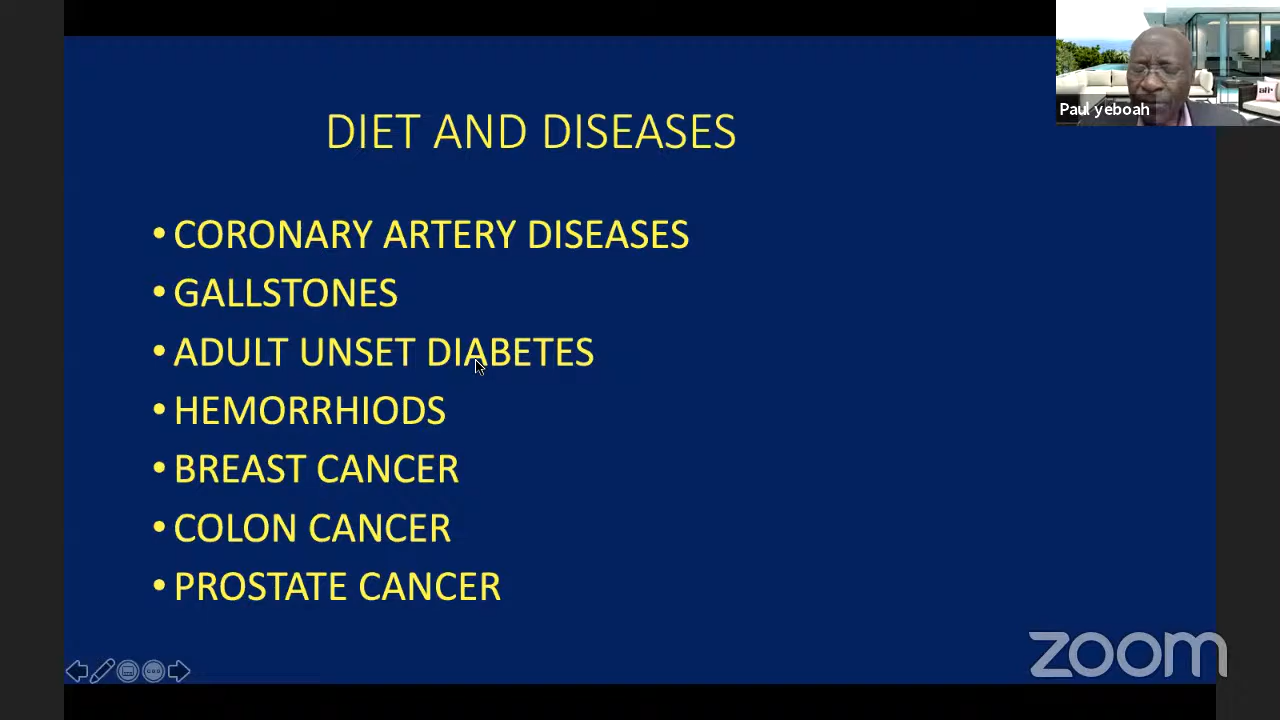 Paul yeboah
DIET AND DISEASES
• CORONARY ARTERY DISEASES
• GALLSTONES
• ADULT UNSET DIABETES
• HEMORRHIODS
• BREAST CANCER
• COLON CANCER
• PROSTATE CANCER
zoom